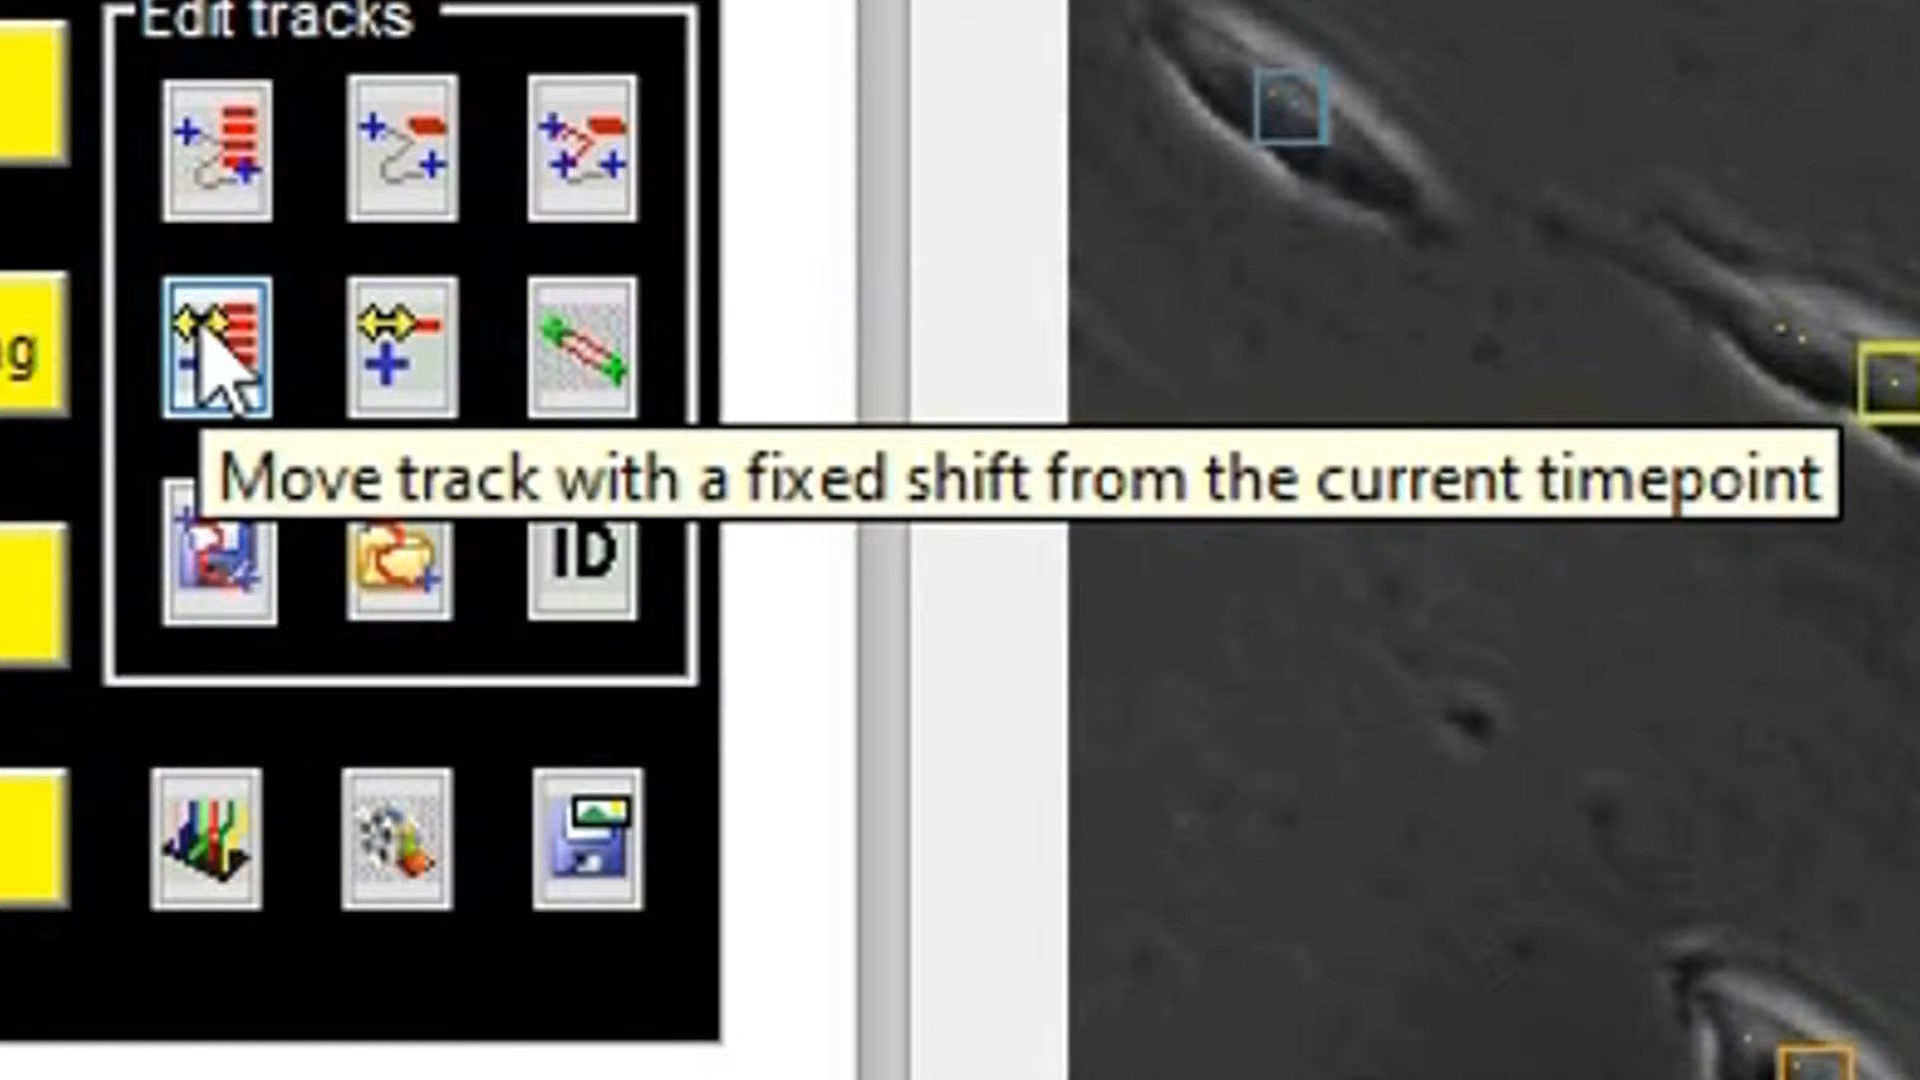 Edit tracks
g
Move track with a fixed shift from the current timepoint
ID